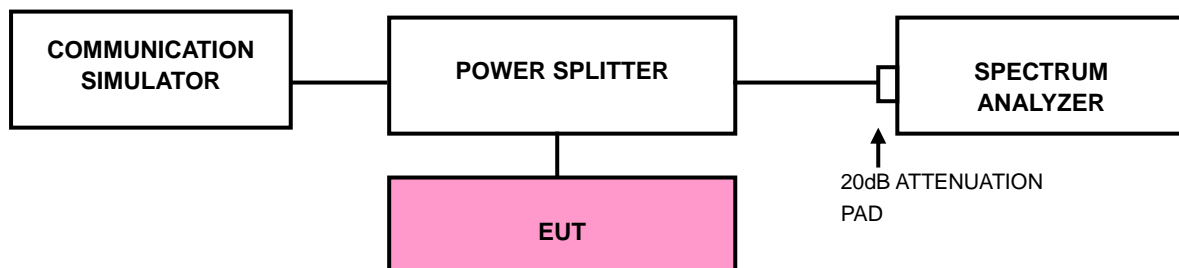 COMMUNICATION
SIMULATOR
POWER SPLITTER
SPECTRUM
ANALYZER
20dB ATTENUATION
PAD
EUT